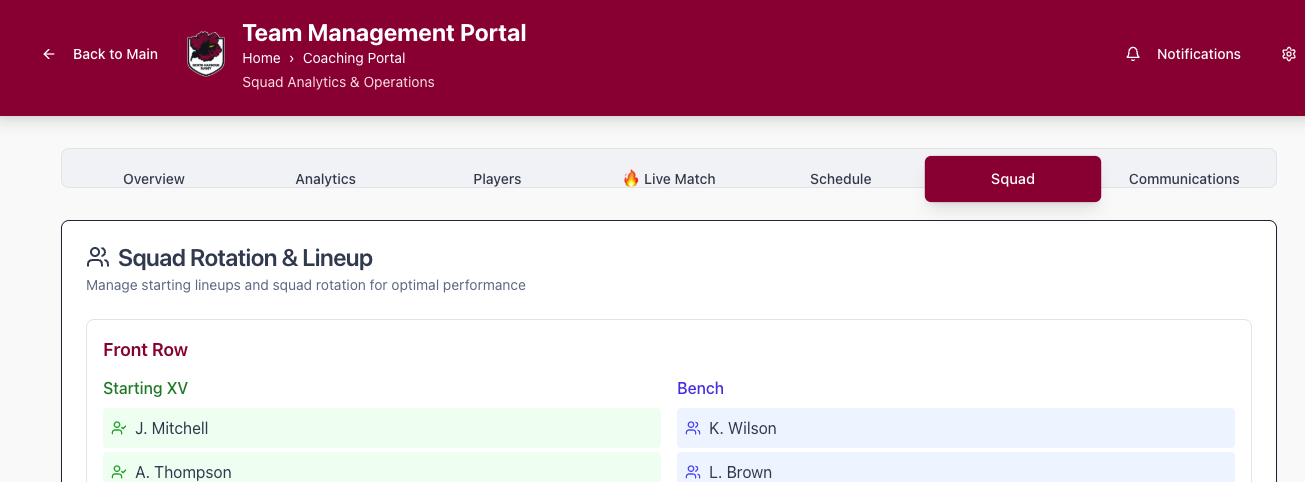 Team Management Portal
Back to Main
Home › Coaching Portal
Notifications
Squad Analytics & Operations
Overview Analytics Players 🔥 Live Match Schedule Squad Communications
Squad Rotation & Lineup
Manage starting lineups and squad rotation for optimal performance
Front Row
Starting XV
J. Mitchell
A. Thompson
Bench
K. Wilson
L. Brown